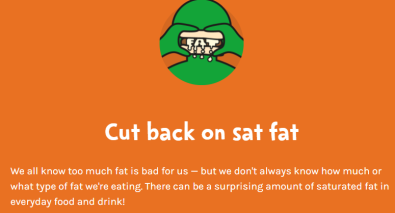 Cut back on sat fat
We all know too much fat is bad for us – but we don't always know how much or
what type of fat we're eating. There can be a surprising amount of saturated fat in
everyday food and drink!